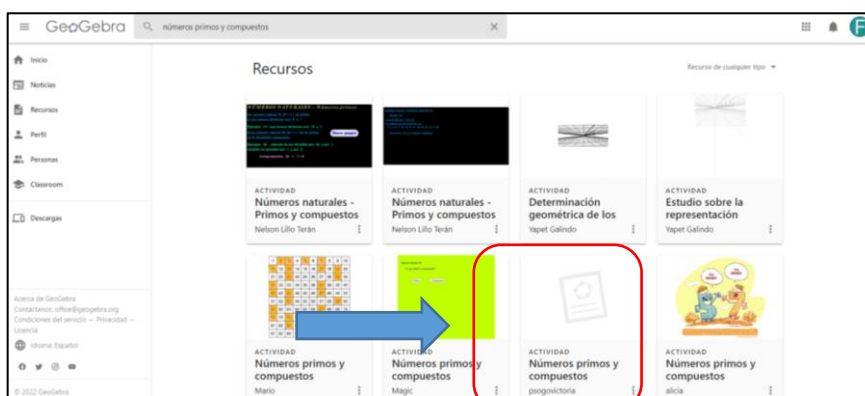 GeoGebra
números primos y compuestos
Inicio
Noticias
Recursos
Perfil
Personas
Classroom
Descargas
Acerca de GeoGebra
Contáctanos: office@geogebra.org
Condiciones del servicio – Privacidad –
Licencia
Idioma: Español
© 2022 GeoGebra
Recursos
Recurso de cualquier tipo
ACTIVIDAD
Números naturales -
Primos y compuestos
Nelson Lillo Terán
ACTIVIDAD
Números naturales -
Primos y compuestos
Nelson Lillo Terán
ACTIVIDAD
Determinación
geométrica de los
Yapet Galindo
ACTIVIDAD
Estudio sobre la
representación
Yapet Galindo
ACTIVIDAD
Números primos y
compuestos
Mario
ACTIVIDAD
Números primos y
compuestos
Magic
ACTIVIDAD
Números primos y
compuestos
psogovictoria
ACTIVIDAD
Números primos y
compuestos
alicia